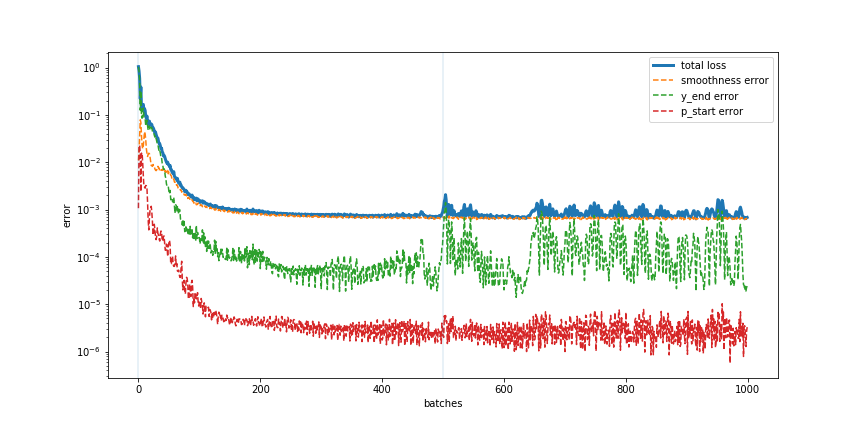 total loss
smoothness error
y_end error
p_start error
10⁰
10⁻¹
10⁻²
10⁻³
10⁻⁴
10⁻⁵
10⁻⁶
error
0 200 400 600 800 1000
batches